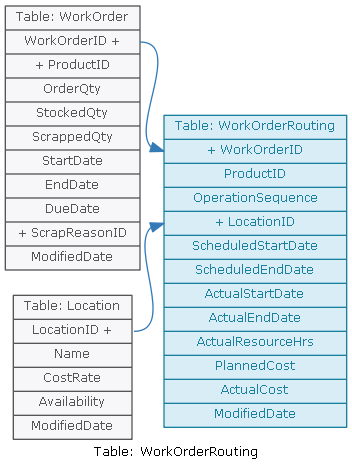 Table: WorkOrder
WorkOrderID +
+ ProductID
OrderQty
StockedQty
ScrappedQty
StartDate
EndDate
DueDate
+ ScrapReasonID
ModifiedDate
Table: WorkOrderRouting
+ WorkOrderID
ProductID
OperationSequence
+ LocationID
ScheduledStartDate
ScheduledEndDate
ActualStartDate
ActualEndDate
ActualResourceHrs
PlannedCost
ActualCost
ModifiedDate
Table: Location
LocationID +
Name
CostRate
Availability
ModifiedDate
Table: WorkOrderRouting